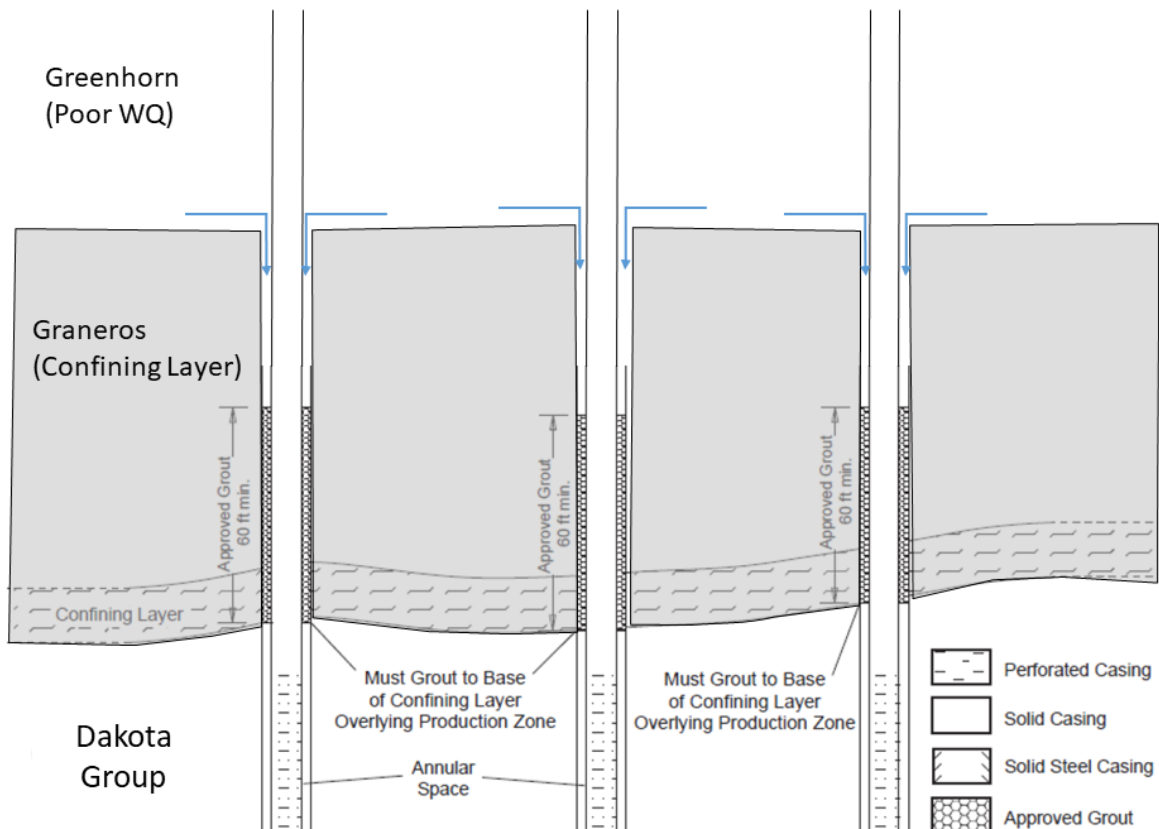 Greenhorn
(Poor WQ)
Graneros
(Confining Layer)
Approved Grout
60 ft min.
Approved Grout
60 ft min.
Approved Grout
60 ft min.
Confining Layer
Must Grout to Base
of Confining Layer
Overlying Production Zone
Must Grout to Base
of Confining Layer
Overlying Production Zone
Dakota
Group
Annular
Space
Perforated Casing
Solid Casing
Solid Steel Casing
Approved Grout